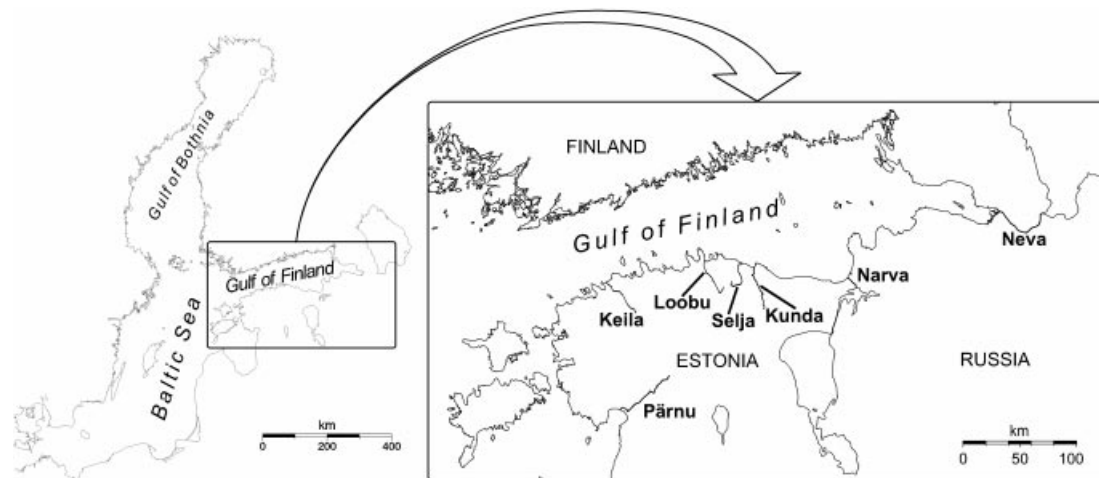 Gulf of Bothnia
Gulf of Finland
Baltic Sea
km
0 200 400
FINLAND
Gulf of Finland
Neva
Narva
Loobu
Keila
Selja
Kunda
ESTONIA
RUSSIA
Pärnu
km
0 50 100